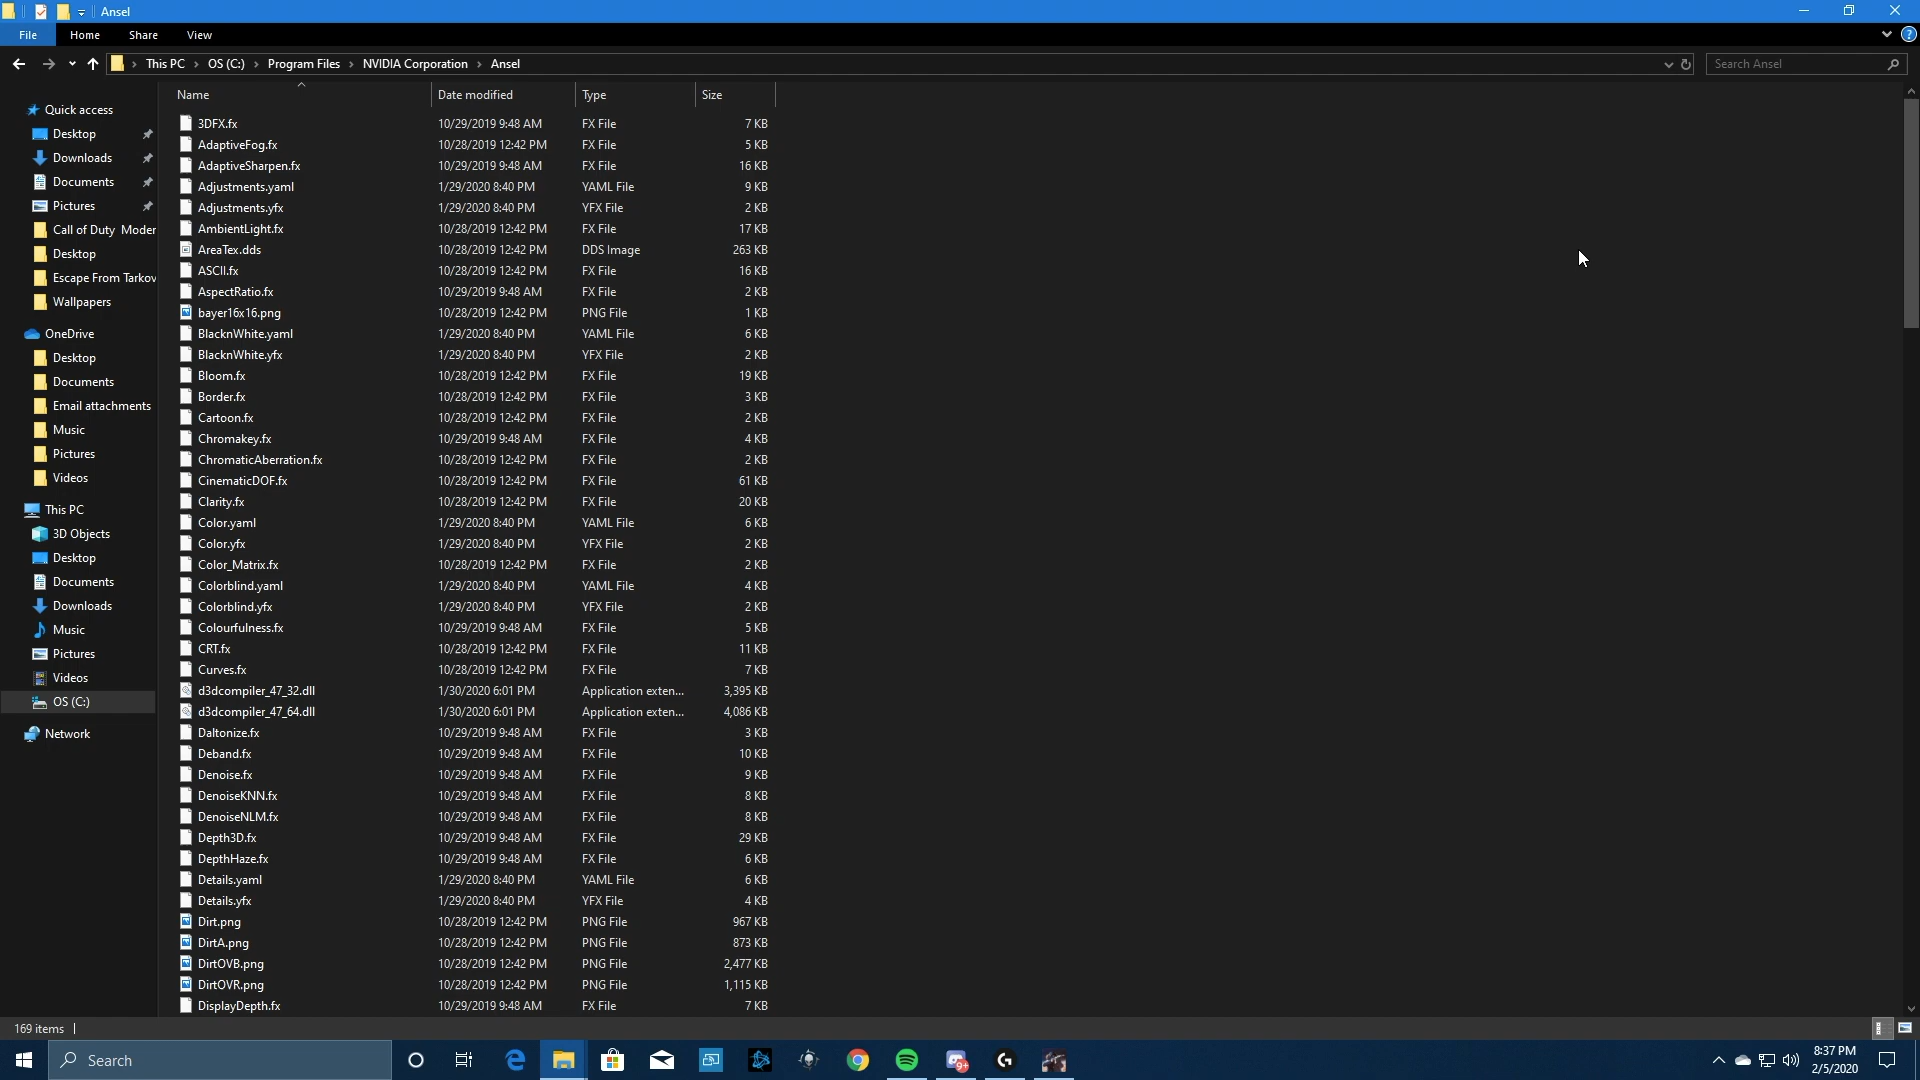 Ansel
File Home Share View
This PC > OS (C:) > Program Files > NVIDIA Corporation > Ansel
Search Ansel
Name Date modified Type Size
Quick access
Desktop
Downloads
Documents
Pictures
Call of Duty Moder
Desktop
Escape From Tarkov
Wallpapers
OneDrive
Desktop
Documents
Email attachments
Music
Pictures
Videos
This PC
3D Objects
Desktop
Documents
Downloads
Music
Pictures
Videos
OS (C:)
Network
3DFX.fx 10/29/2019 9:48 AM FX File 7 KB
AdaptiveFog.fx 10/28/2019 12:42 PM FX File 5 KB
AdaptiveSharpen.fx 10/29/2019 9:48 AM FX File 16 KB
Adjustments.yaml 1/29/2020 8:40 PM YAML File 9 KB
Adjustments.yfx 1/29/2020 8:40 PM YFX File 2 KB
AmbientLight.fx 10/28/2019 12:42 PM FX File 17 KB
AreaTex.dds 10/28/2019 12:42 PM DDS Image 263 KB
ASCII.fx 10/28/2019 12:42 PM FX File 16 KB
AspectRatio.fx 10/29/2019 9:48 AM FX File 2 KB
bayer16x16.png 10/28/2019 12:42 PM PNG File 1 KB
BlacknWhite.yaml 1/29/2020 8:40 PM YAML File 6 KB
BlacknWhite.yfx 1/29/2020 8:40 PM YFX File 2 KB
Bloom.fx 10/28/2019 12:42 PM FX File 19 KB
Border.fx 10/28/2019 12:42 PM FX File 3 KB
Cartoon.fx 10/28/2019 12:42 PM FX File 2 KB
Chromakey.fx 10/29/2019 9:48 AM FX File 4 KB
ChromaticAberration.fx 10/28/2019 12:42 PM FX File 2 KB
CinematicDOF.fx 10/28/2019 12:42 PM FX File 61 KB
Clarity.fx 10/28/2019 12:42 PM FX File 20 KB
Color.yaml 1/29/2020 8:40 PM YAML File 6 KB
Color.yfx 1/29/2020 8:40 PM YFX File 2 KB
Color_Matrix.fx 10/28/2019 12:42 PM FX File 2 KB
Colorblind.yaml 1/29/2020 8:40 PM YAML File 4 KB
Colorblind.yfx 1/29/2020 8:40 PM YFX File 2 KB
Colourfulness.fx 10/29/2019 9:48 AM FX File 5 KB
CRT.fx 10/28/2019 12:42 PM FX File 11 KB
Curves.fx 10/28/2019 12:42 PM FX File 7 KB
d3dcompiler_47_32.dll 1/30/2020 6:01 PM Application exten... 3,395 KB
d3dcompiler_47_64.dll 1/30/2020 6:01 PM Application exten... 4,086 KB
Daltonize.fx 10/29/2019 9:48 AM FX File 3 KB
Deband.fx 10/29/2019 9:48 AM FX File 10 KB
Denoise.fx 10/29/2019 9:48 AM FX File 9 KB
DenoiseKNN.fx 10/29/2019 9:48 AM FX File 8 KB
DenoiseNLM.fx 10/29/2019 9:48 AM FX File 8 KB
Depth3D.fx 10/29/2019 9:48 AM FX File 29 KB
DepthHaze.fx 10/29/2019 9:48 AM FX File 6 KB
Details.yaml 1/29/2020 8:40 PM YAML File 6 KB
Details.yfx 1/29/2020 8:40 PM YFX File 4 KB
Dirt.png 10/28/2019 12:42 PM PNG File 967 KB
DirtA.png 10/28/2019 12:42 PM PNG File 873 KB
DirtOVB.png 10/28/2019 12:42 PM PNG File 2,477 KB
DirtOVR.png 10/28/2019 12:42 PM PNG File 1,115 KB
DisplayDepth.fx 10/29/2019 9:48 AM FX File 7 KB
169 items
Search
9+
8:37 PM
2/5/2020